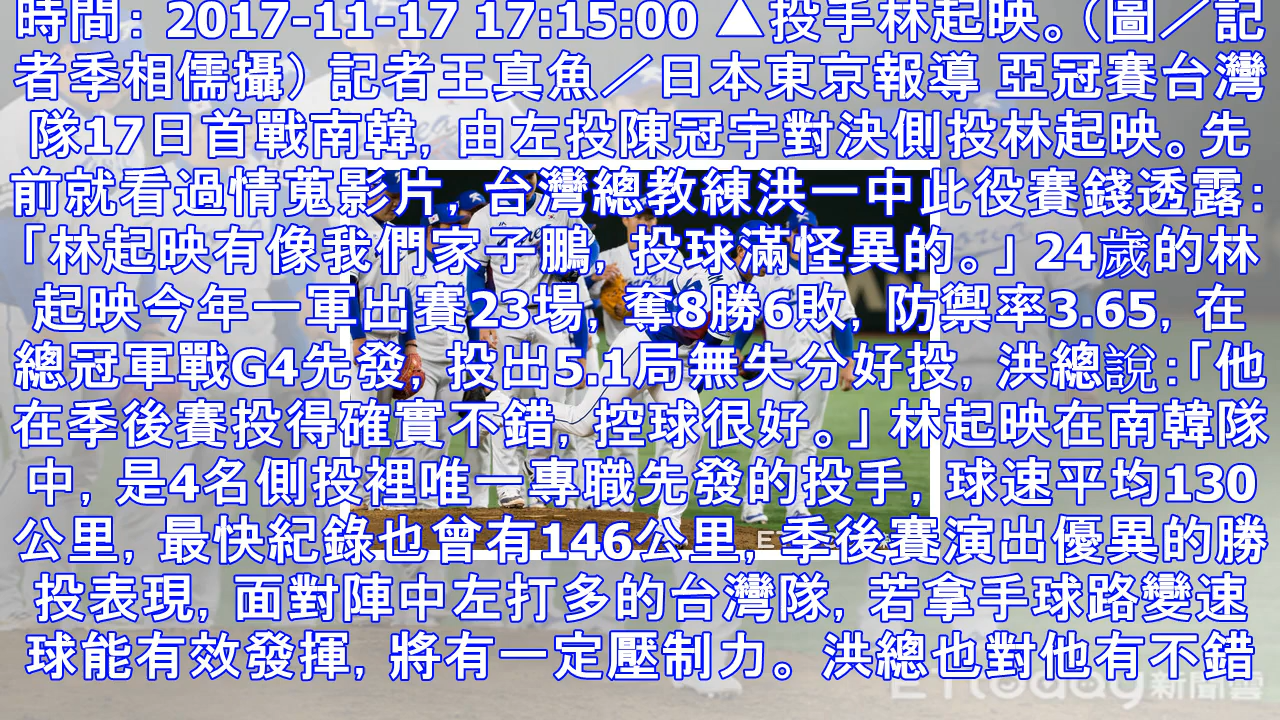 時間：2017-11-17 17:15:00 ▲投手林起映。（圖／記
者季相儒攝） 記者王真魚／日本東京報導 亞冠賽台灣
隊17日首戰南韓，由左投陳冠宇對決側投林起映。先
前就看過情蒐影片，台灣總教練洪一中此役賽錢透露：
「林起映有像我們家子鵬，投球滿怪異的。」24歲的林
起映今年一軍出賽23場，奪8勝6敗，防禦率3.65，在
總冠軍戰G4先發，投出5.1局無失分好投，洪總說：「他
在季後賽投得確實不錯，控球很好。」林起映在南韓隊
中，是4名側投裡唯一專職先發的投手，球速平均130
公里，最快紀錄也曾有146公里，季後賽演出優異的勝
投表現，面對陣中左打多的台灣隊，若拿手球路變速
球能有效發揮，將有一定壓制力。洪總也對他有不錯
ETtoday新聞雲